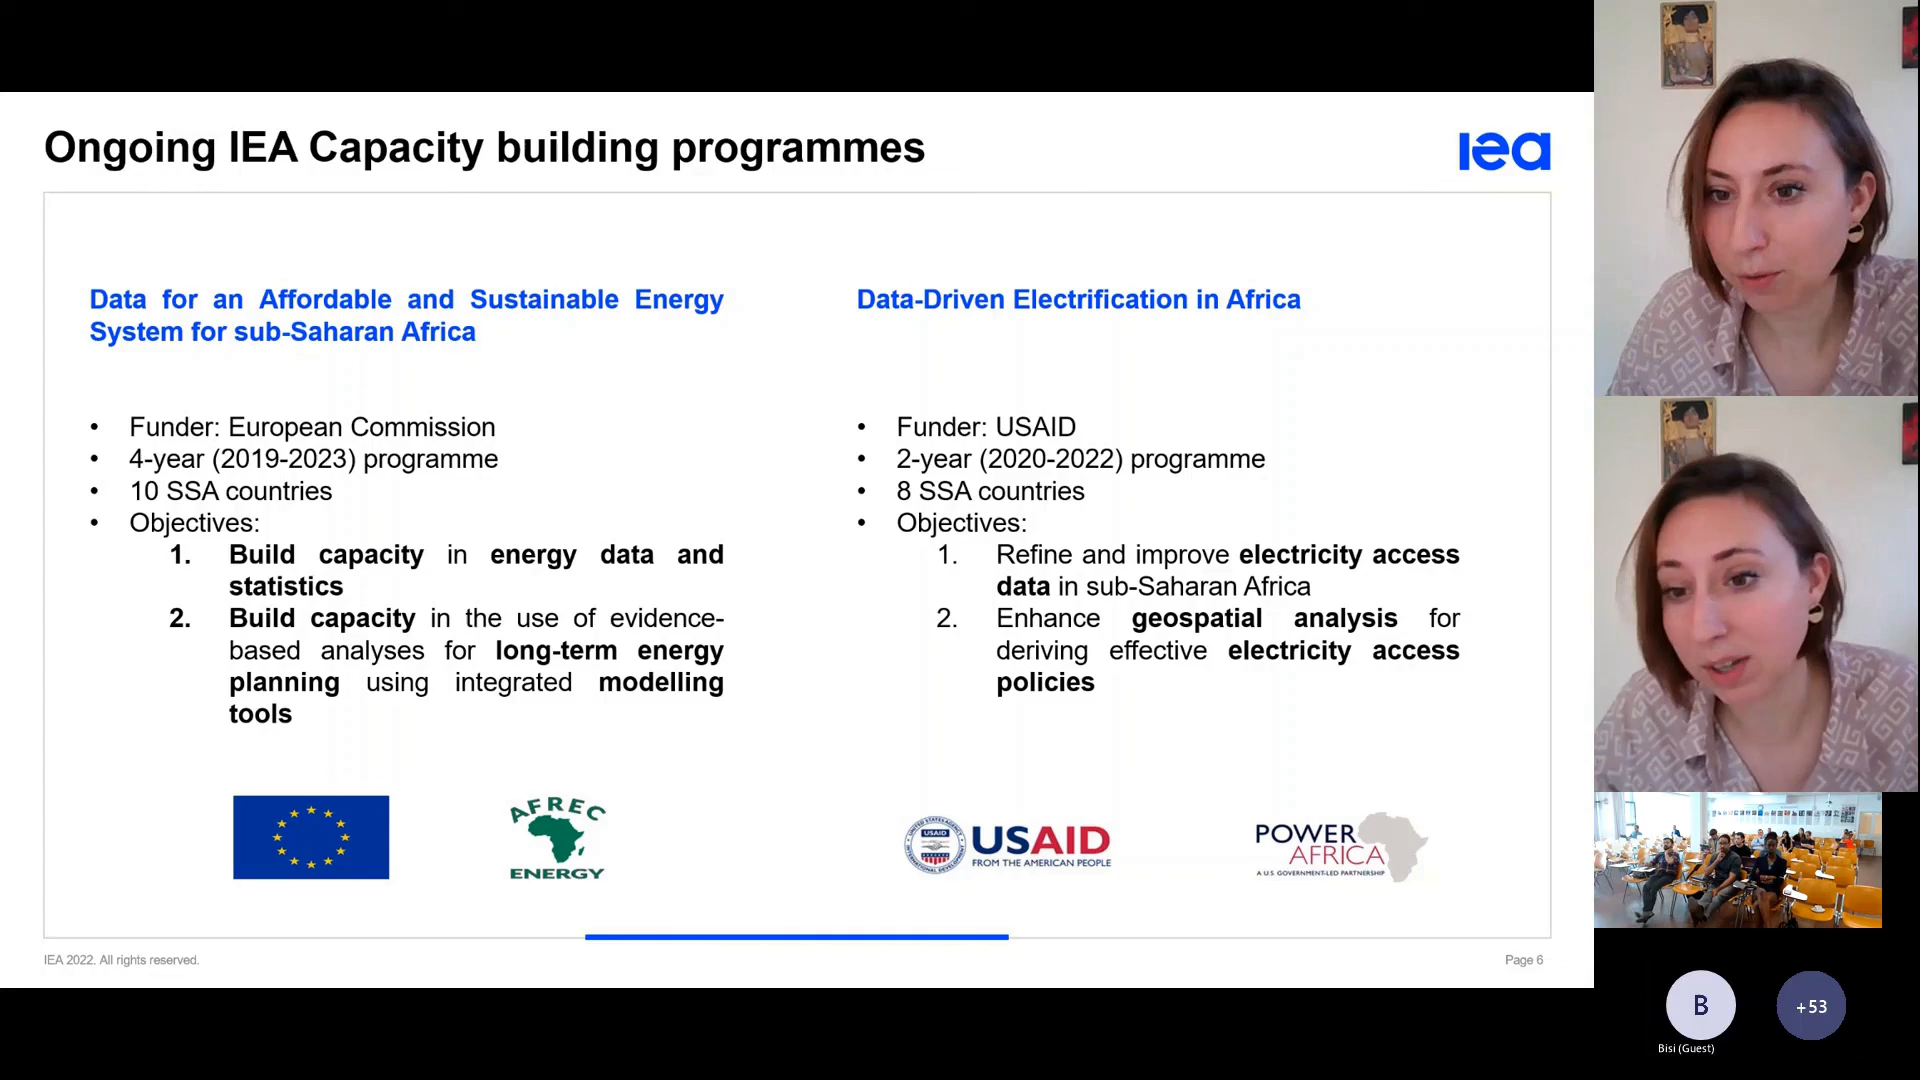 Ongoing IEA Capacity building programmes
iea
Data for an Affordable and Sustainable Energy
System for sub-Saharan Africa
• Funder: European Commission
• 4-year (2019-2023) programme
• 10 SSA countries
• Objectives:
1. Build capacity in energy data and
statistics
2. Build capacity in the use of evidence-
based analyses for long-term energy
planning using integrated modelling
tools
AFREC
ENERGY
Data-Driven Electrification in Africa
• Funder: USAID
• 2-year (2020-2022) programme
• 8 SSA countries
• Objectives:
1. Refine and improve electricity access
data in sub-Saharan Africa
2. Enhance geospatial analysis for
deriving effective electricity access
policies
UNITED STATES AGENCY
USAID
INTERNATIONAL DEVELOPMENT
USAID
FROM THE AMERICAN PEOPLE
POWER
AFRICA
A U.S. GOVERNMENT-LED PARTNERSHIP
IEA 2022. All rights reserved.
Page 6
B
+53
Bisi (Guest)